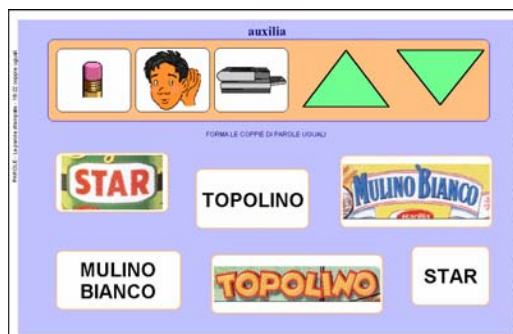 auxilia
FORMA LE COPPIE DI PAROLE UGUALI
STAR
TOPOLINO
MULINO BIANCO
MULINO
BIANCO
TOPOLINO
STAR